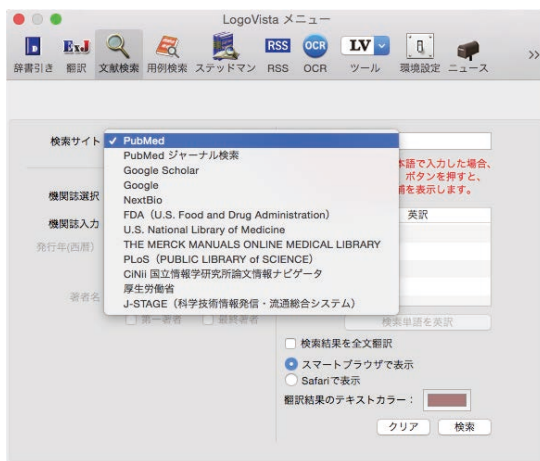 LogoVista メニュー
RSS OCR LV
辞書引き 翻訳 文献検索 用例検索 ステッドマン RSS OCR ツール 環境設定 ニュース
検索サイト ✓ PubMed
PubMed ジャーナル検索
本語で入力した場合、
Google Scholar
ボタンを押すと、
機関誌選択
Google
を表示します。
NextBio
機関誌入力
FDA（U.S. Food and Drug Administration）
英訳
U.S. National Library of Medicine
発行年(西暦)
THE MERCK MANUALS ONLINE MEDICAL LIBRARY
PLoS（PUBLIC LIBRARY of SCIENCE）
CiNii 国立情報学研究所論文情報ナビゲータ
厚生労働省
著者名
J-STAGE（科学技術情報発信・流通総合システム）
第一著者 最終著者
検索単語を英訳
検索結果を全文翻訳
スマートブラウザで表示
Safariで表示
翻訳結果のテキストカラー：
クリア 検索